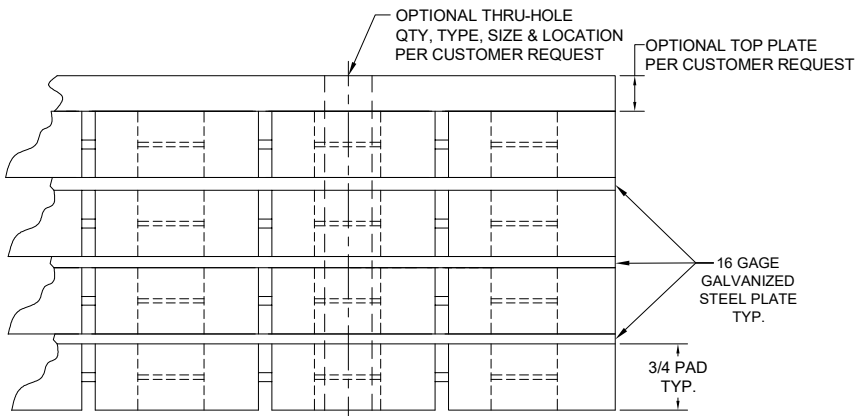 OPTIONAL THRU-HOLE
QTY, TYPE, SIZE & LOCATION
PER CUSTOMER REQUEST
OPTIONAL TOP PLATE
PER CUSTOMER REQUEST
16 GAGE
GALVANIZED
STEEL PLATE
TYP.
3/4 PAD
TYP.